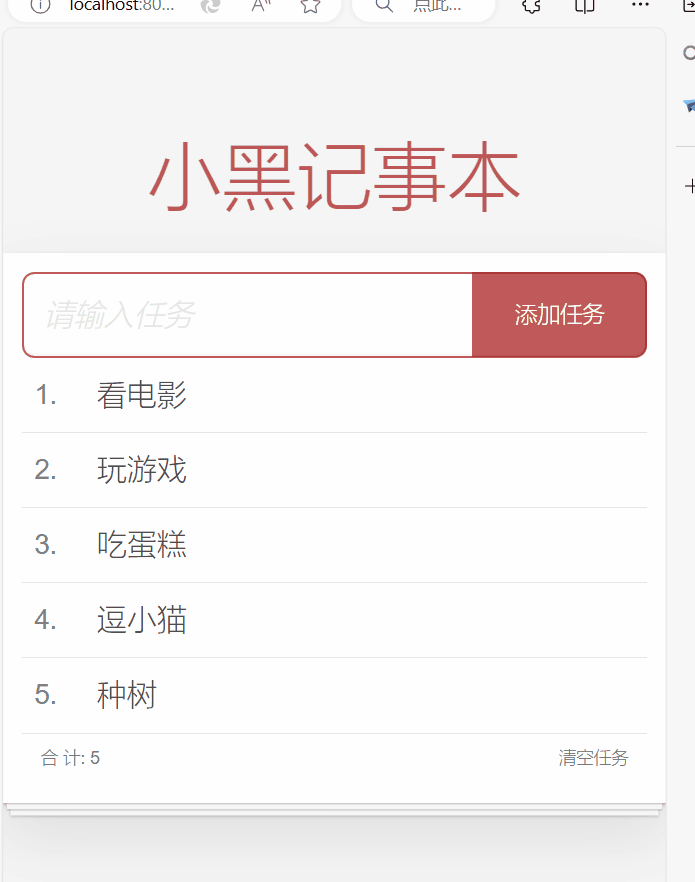 localhost:80...
点此...
小黑记事本
请输入任务
添加任务
1. 看电影
2. 玩游戏
3. 吃蛋糕
4. 逗小猫
5. 种树
合 计: 5
清空任务